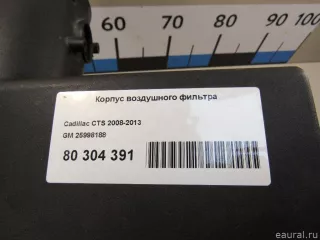 60 70 80 90 100
Корпус воздушного фильтра
Cadillac CTS 2008-2013
GM 25998188
80 304 391
eaural.ru